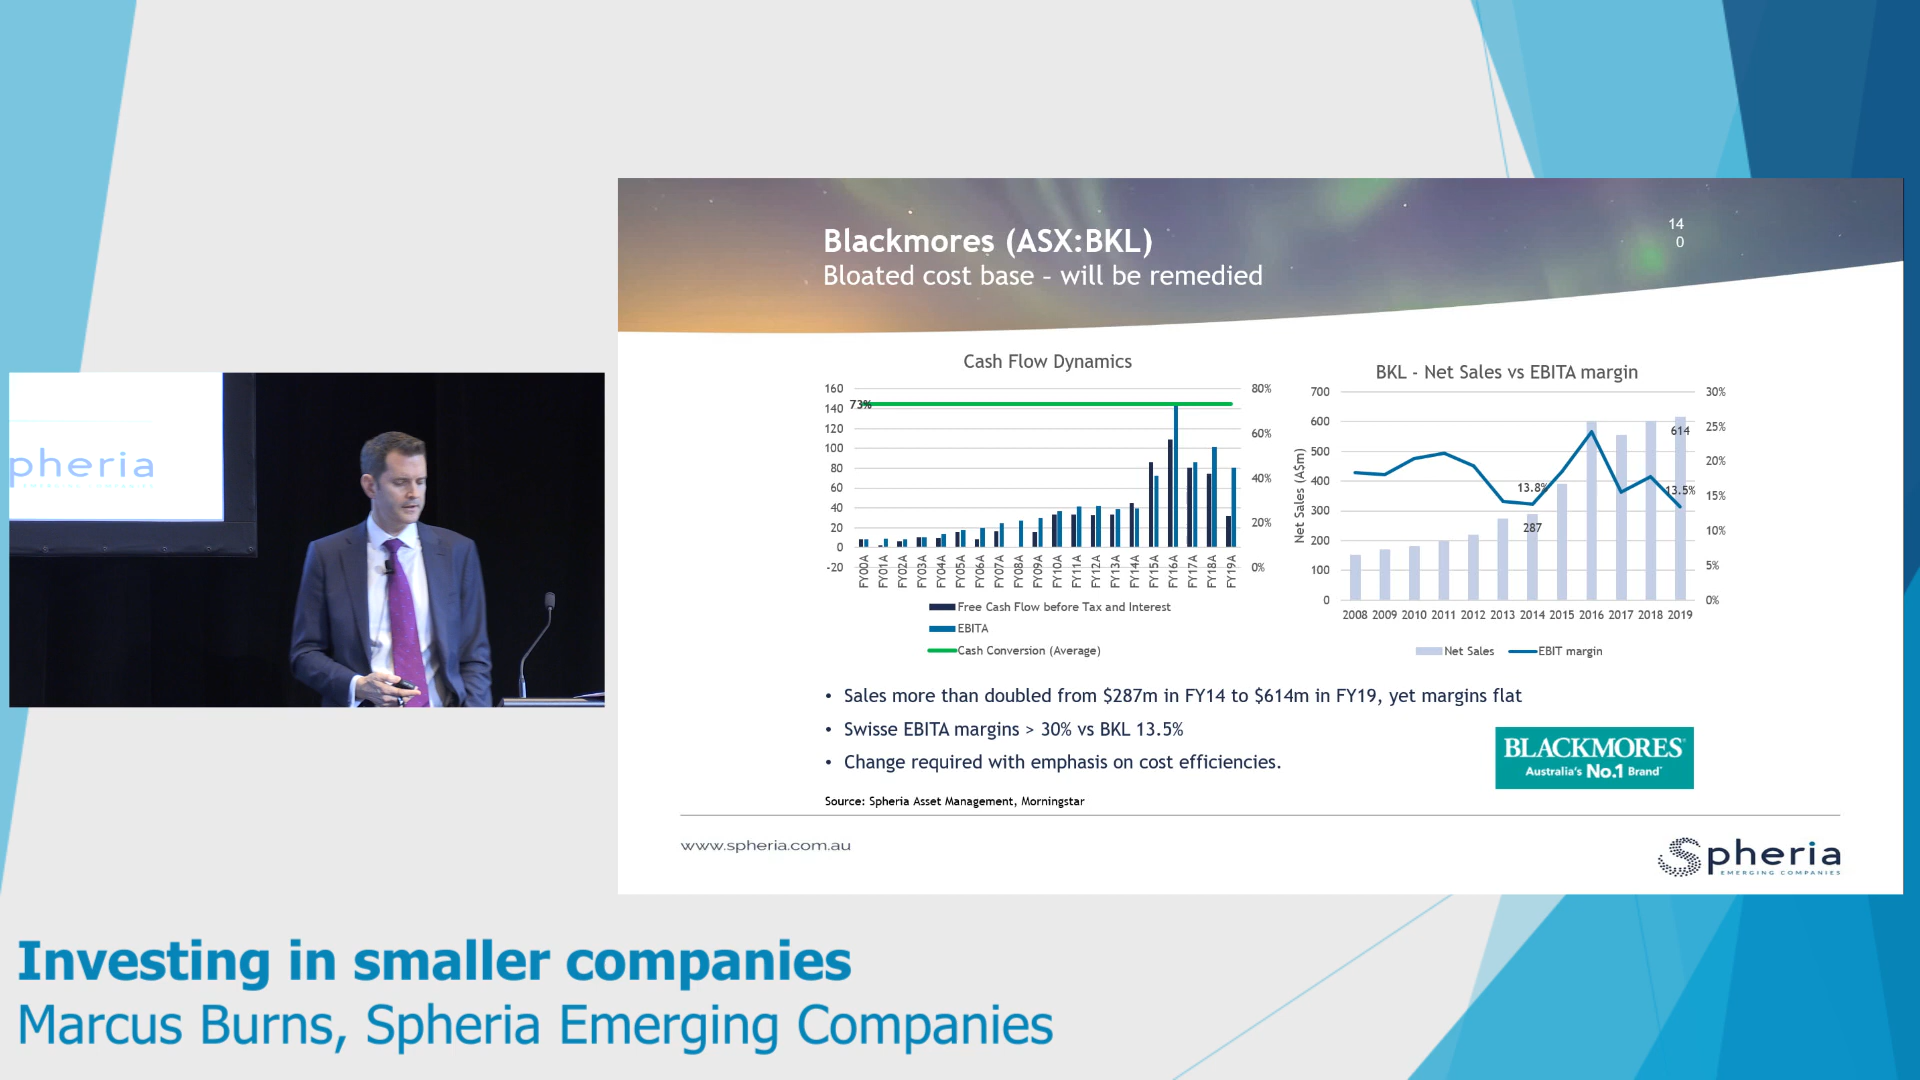 Blackmores (ASX:BKL)
Bloated cost base – will be remedied
14
0
pheria
Cash Flow Dynamics
160
140
120
100
80
60
40
20
0
-20
73%
80%
60%
40%
20%
0%
FY00A FY01A FY02A FY03A FY04A FY05A FY06A FY07A FY08A FY09A FY10A FY11A FY12A FY13A FY14A FY15A FY16A FY17A FY18A FY19A
Free Cash Flow before Tax and Interest
EBITA
Cash Conversion (Average)
BKL - Net Sales vs EBITA margin
Net Sales (A$m)
700
600
500
400
300
200
100
0
30%
25%
20%
15%
10%
5%
0%
614
13.8%
13.5%
287
2008 2009 2010 2011 2012 2013 2014 2015 2016 2017 2018 2019
Net Sales EBIT margin
• Sales more than doubled from $287m in FY14 to $614m in FY19, yet margins flat
• Swisse EBITA margins > 30% vs BKL 13.5%
• Change required with emphasis on cost efficiencies.
BLACKMORES
Australia's No.1 Brand
Source: Spheria Asset Management, Morningstar
www.spheria.com.au
Spheria
EMERGING COMPANIES
Investing in smaller companies
Marcus Burns, Spheria Emerging Companies